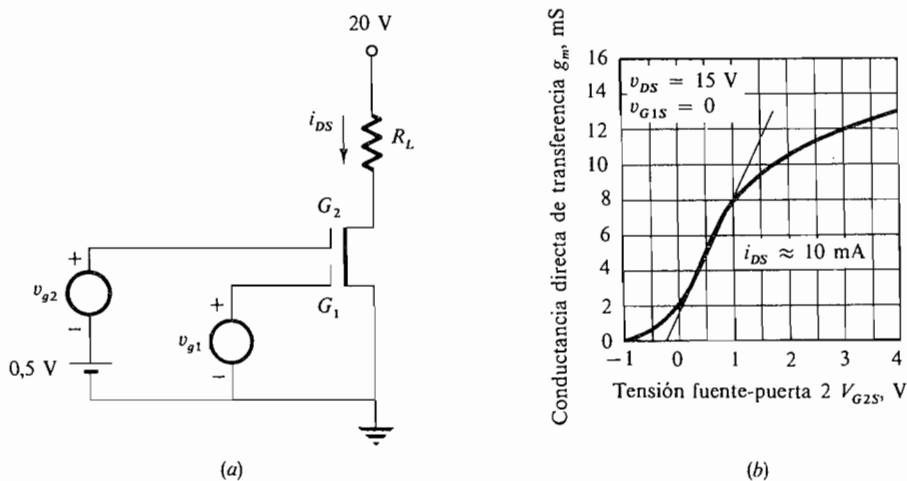 20 V
i_DS
R_L
G_2
G_1
+
v_g2
−
+
v_g1
−
0,5 V
(a)
Conductancia directa de transferencia g_m, mS
16
14
12
10
8
6
4
2
0
v_DS = 15 V
v_G1S = 0
i_DS ≈ 10 mA
−1 0 1 2 3 4
Tensión fuente-puerta 2 V_G2S, V
(b)